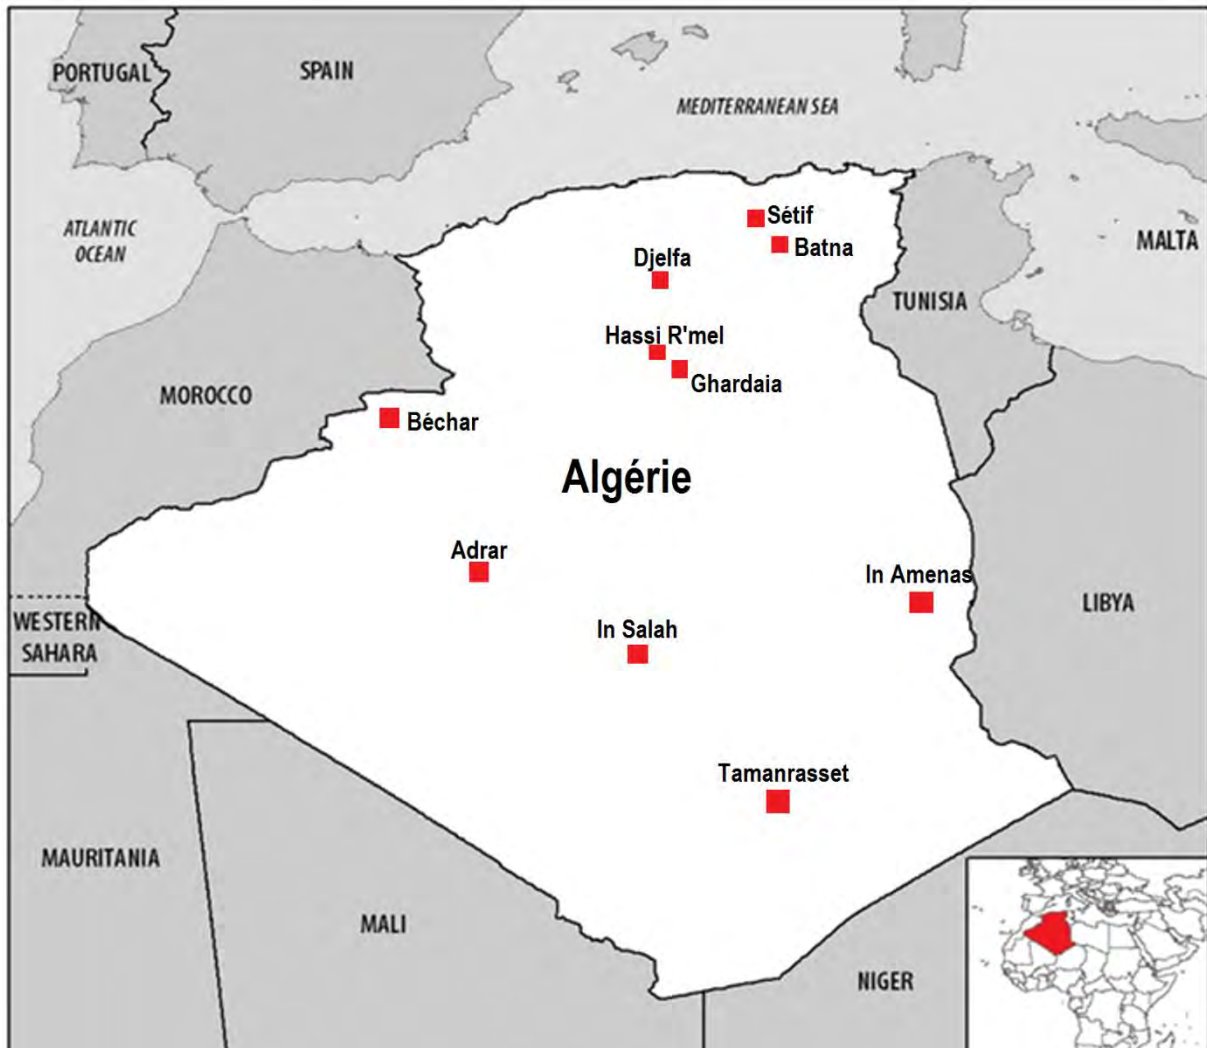 PORTUGAL
SPAIN
MEDITERRANEAN SEA
ATLANTIC
OCEAN
Sétif
Batna
MALTA
Djelfa
TUNISIA
Hassi R'mel
Ghardaia
MOROCCO
Béchar
Algérie
Adrar
In Amenas
LIBYA
WESTERN
SAHARA
In Salah
Tamanrasset
MAURITANIA
MALI
NIGER